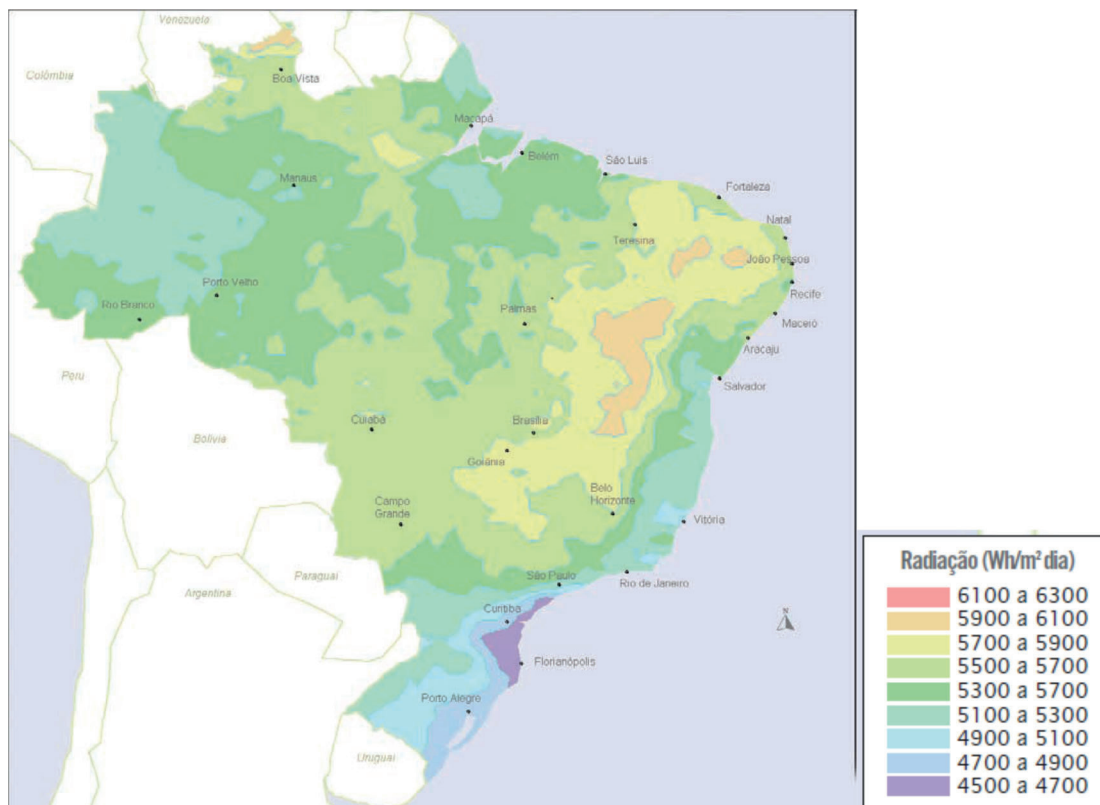 Venezuela
Colômbia
Boa Vista
Macapá
Belém
São Luis
Manaus
Fortaleza
Teresina
Natal
João Pessoa
Porto Velho
Recife
Rio Branco
Palmas
Maceió
Aracaju
Peru
Salvador
Cuiabá
Brasília
Bolívia
Goiânia
Belo
Horizonte
Campo
Grande
Vitória
Paraguai
São Paulo
Rio de Janeiro
Argentina
Curitiba
N
Florianópolis
Porto Alegre
Uruguai
Radiação (Wh/m² dia)
6100 a 6300
5900 a 6100
5700 a 5900
5500 a 5700
5300 a 5700
5100 a 5300
4900 a 5100
4700 a 4900
4500 a 4700